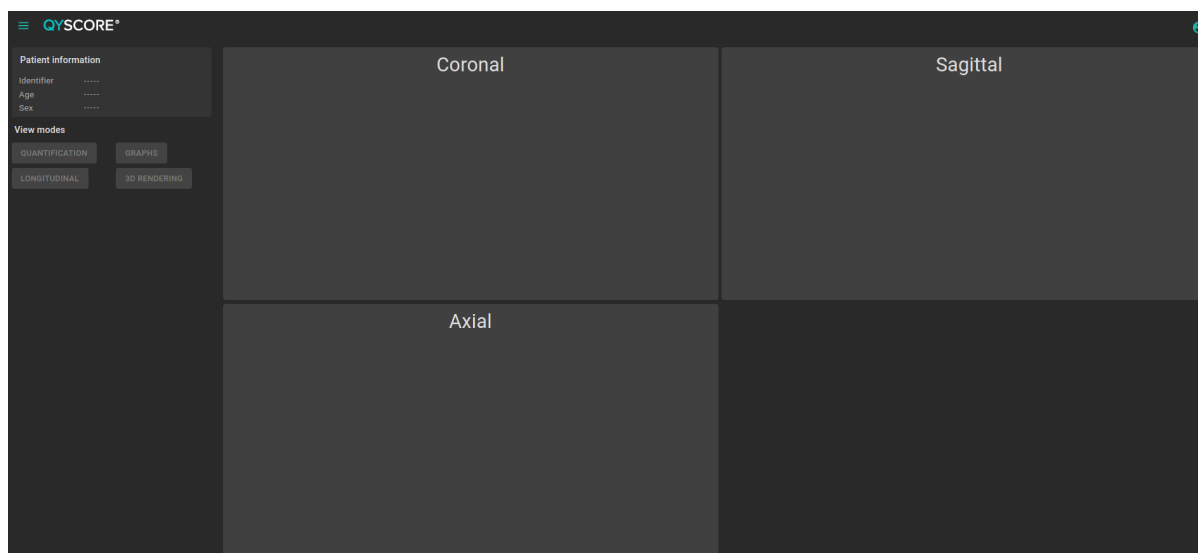 QYSCORE®
Patient information
Identifier -----
Age -----
Sex -----
View modes
QUANTIFICATION GRAPHS
LONGITUDINAL 3D RENDERING
Coronal
Sagittal
Axial